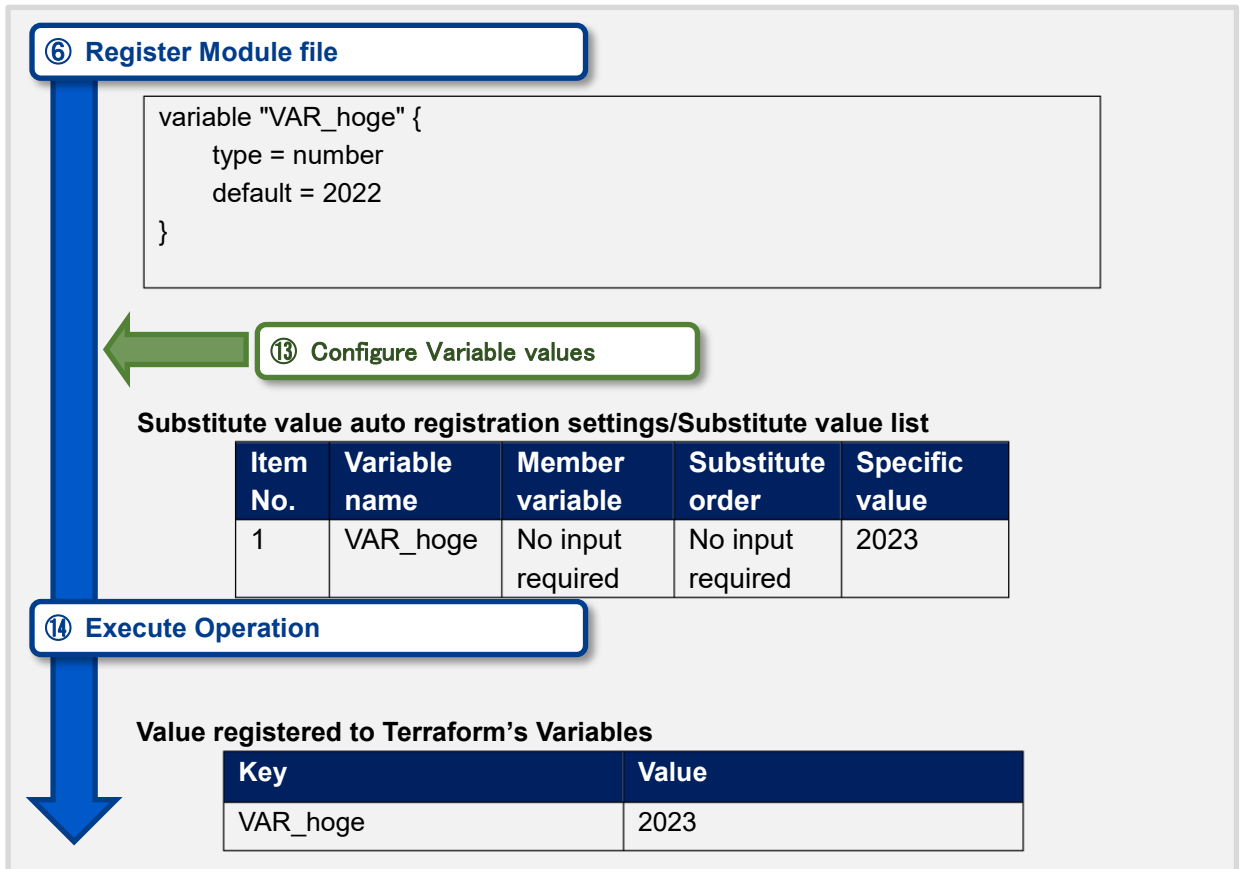 ⑥ Register Module file
variable "VAR_hoge" {
type = number
default = 2022
}
⑬ Configure Variable values
Substitute value auto registration settings/Substitute value list
Item No. Variable name Member variable Substitute order Specific value
1 VAR_hoge No input required No input required 2023
⑭ Execute Operation
Value registered to Terraform’s Variables
Key Value
VAR_hoge 2023